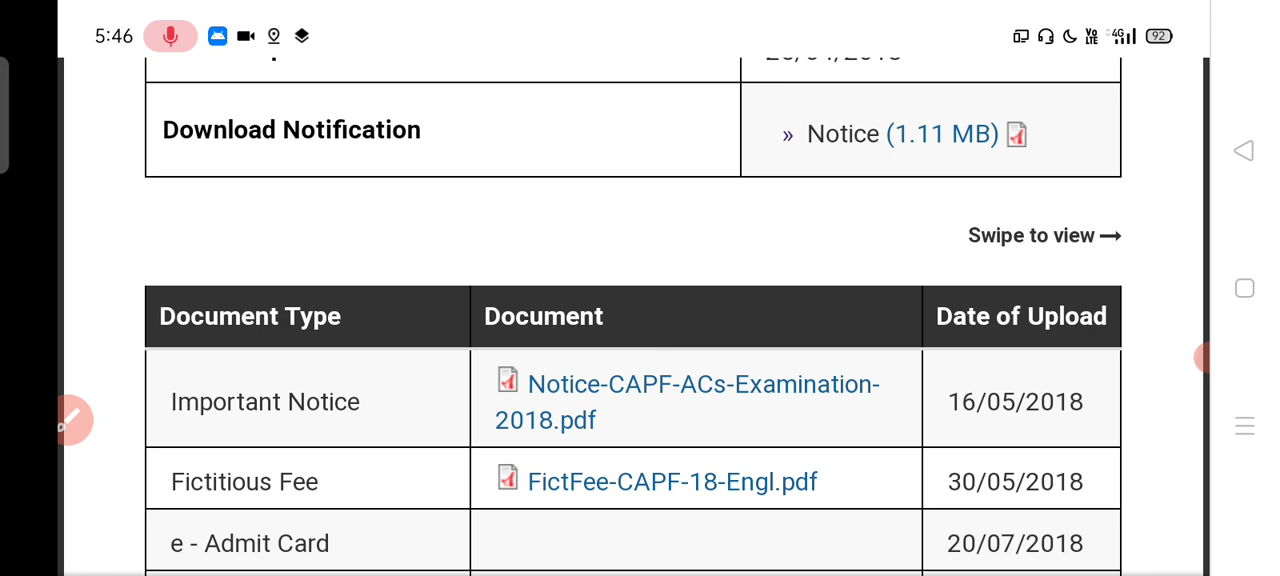 5:46
4G
92
Download Notification
» Notice (1.11 MB)
Swipe to view
Document Type Document Date of Upload
Important Notice Notice-CAPF-ACs-Examination-
2018.pdf 16/05/2018
Fictitious Fee FictFee-CAPF-18-Engl.pdf 30/05/2018
e - Admit Card 20/07/2018